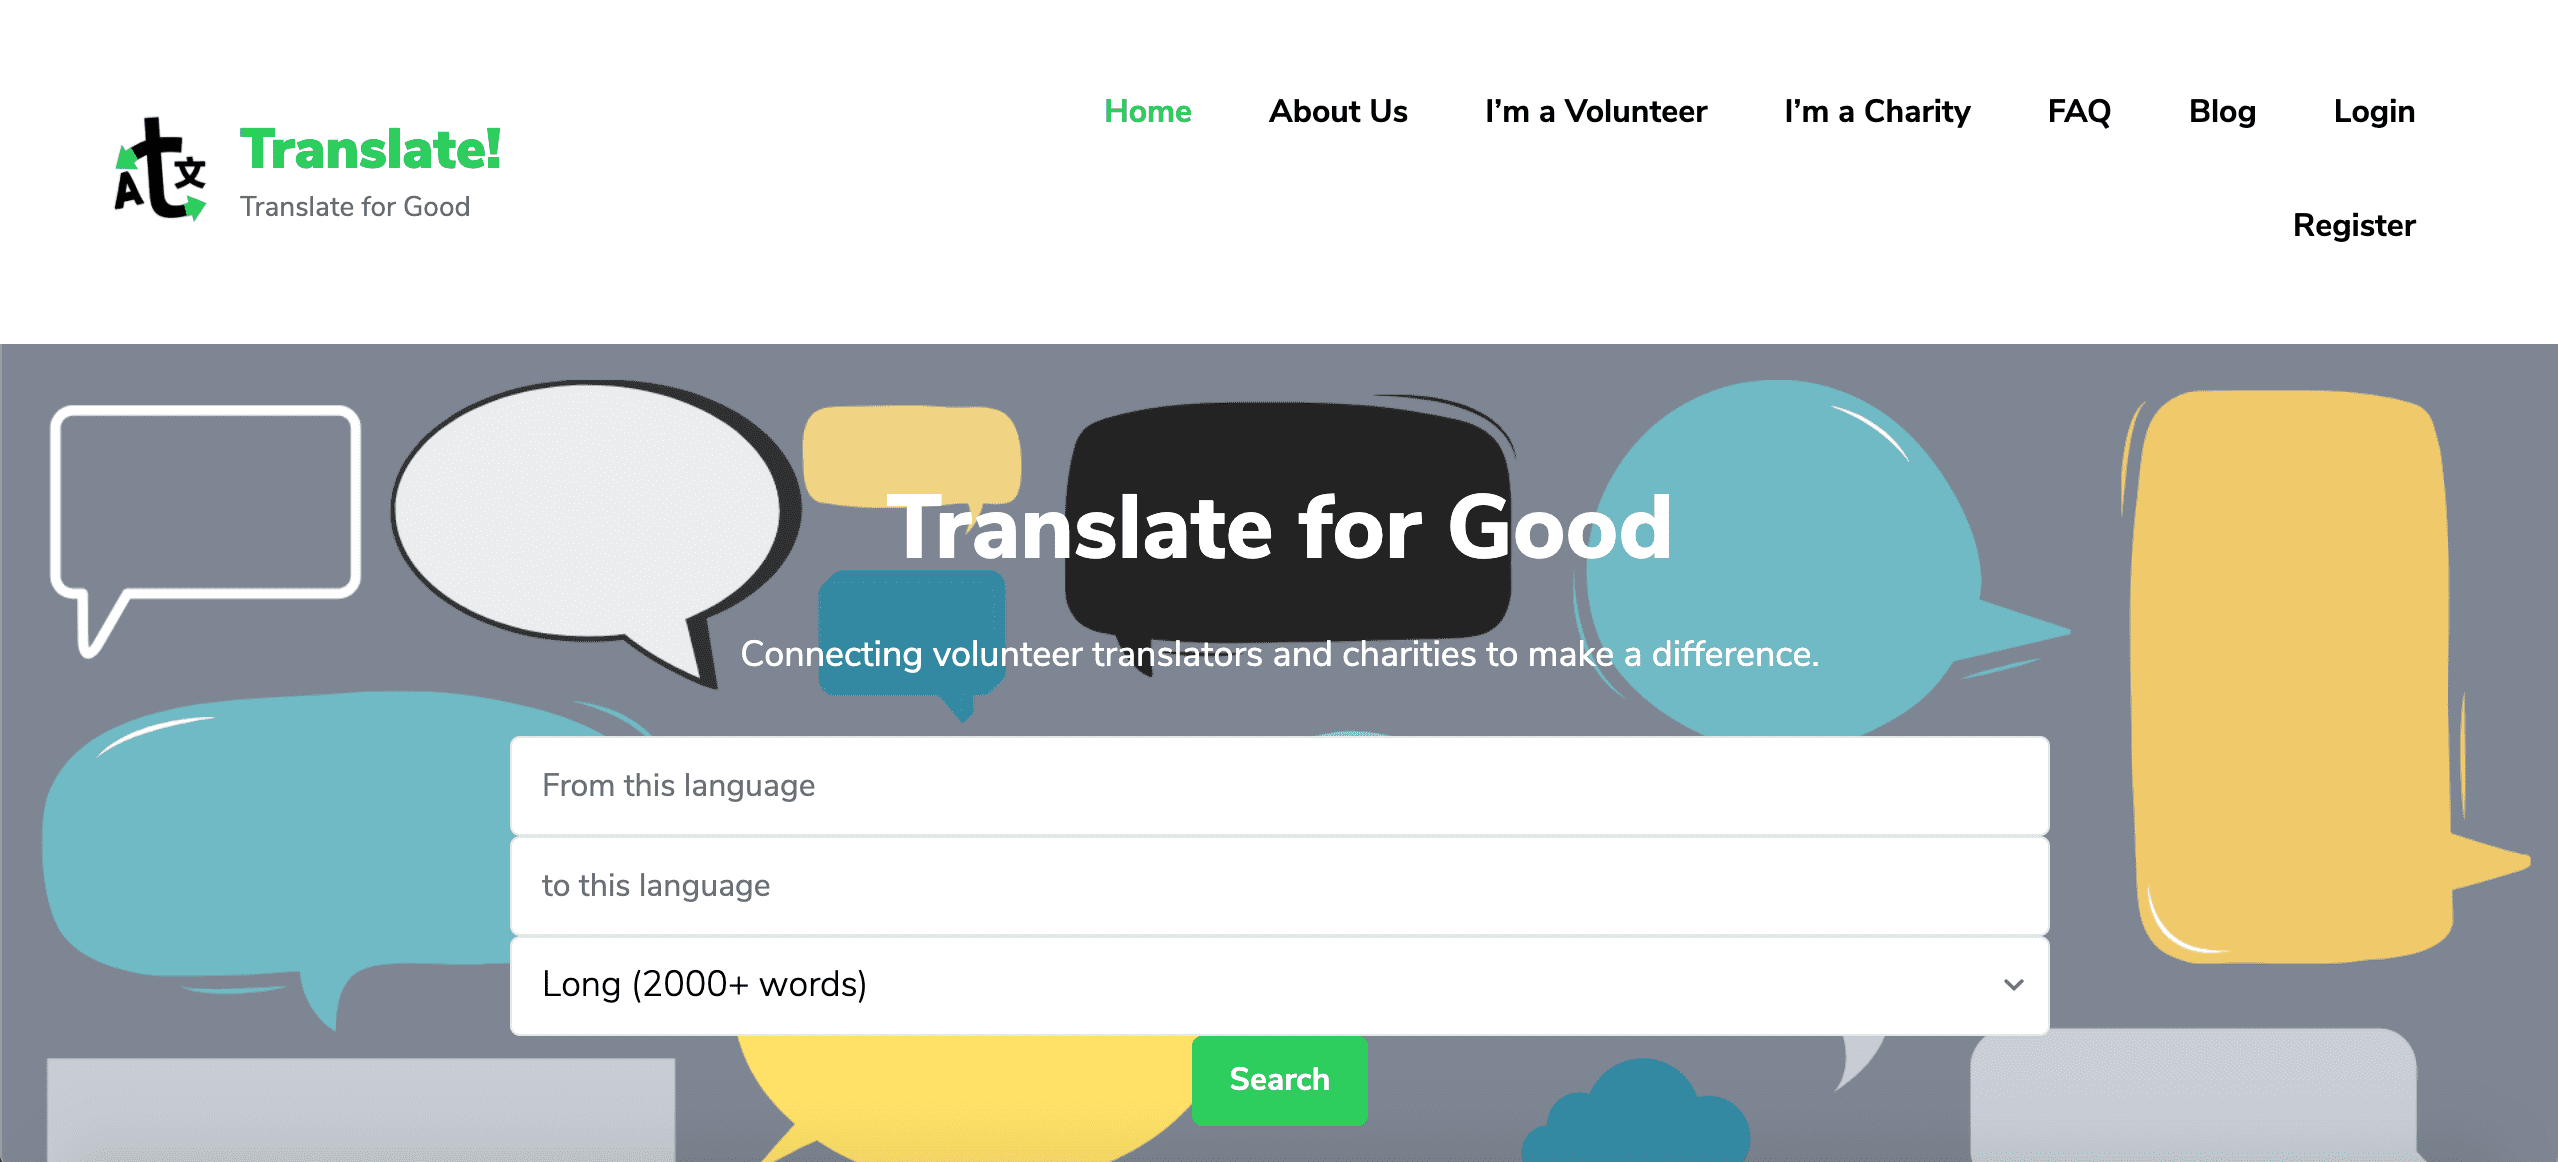 Translate!
Translate for Good
Home About Us I’m a Volunteer I’m a Charity FAQ Blog Login
Register
A t 文
Translate for Good
Connecting volunteer translators and charities to make a difference.
From this language
to this language
Long (2000+ words)
Search